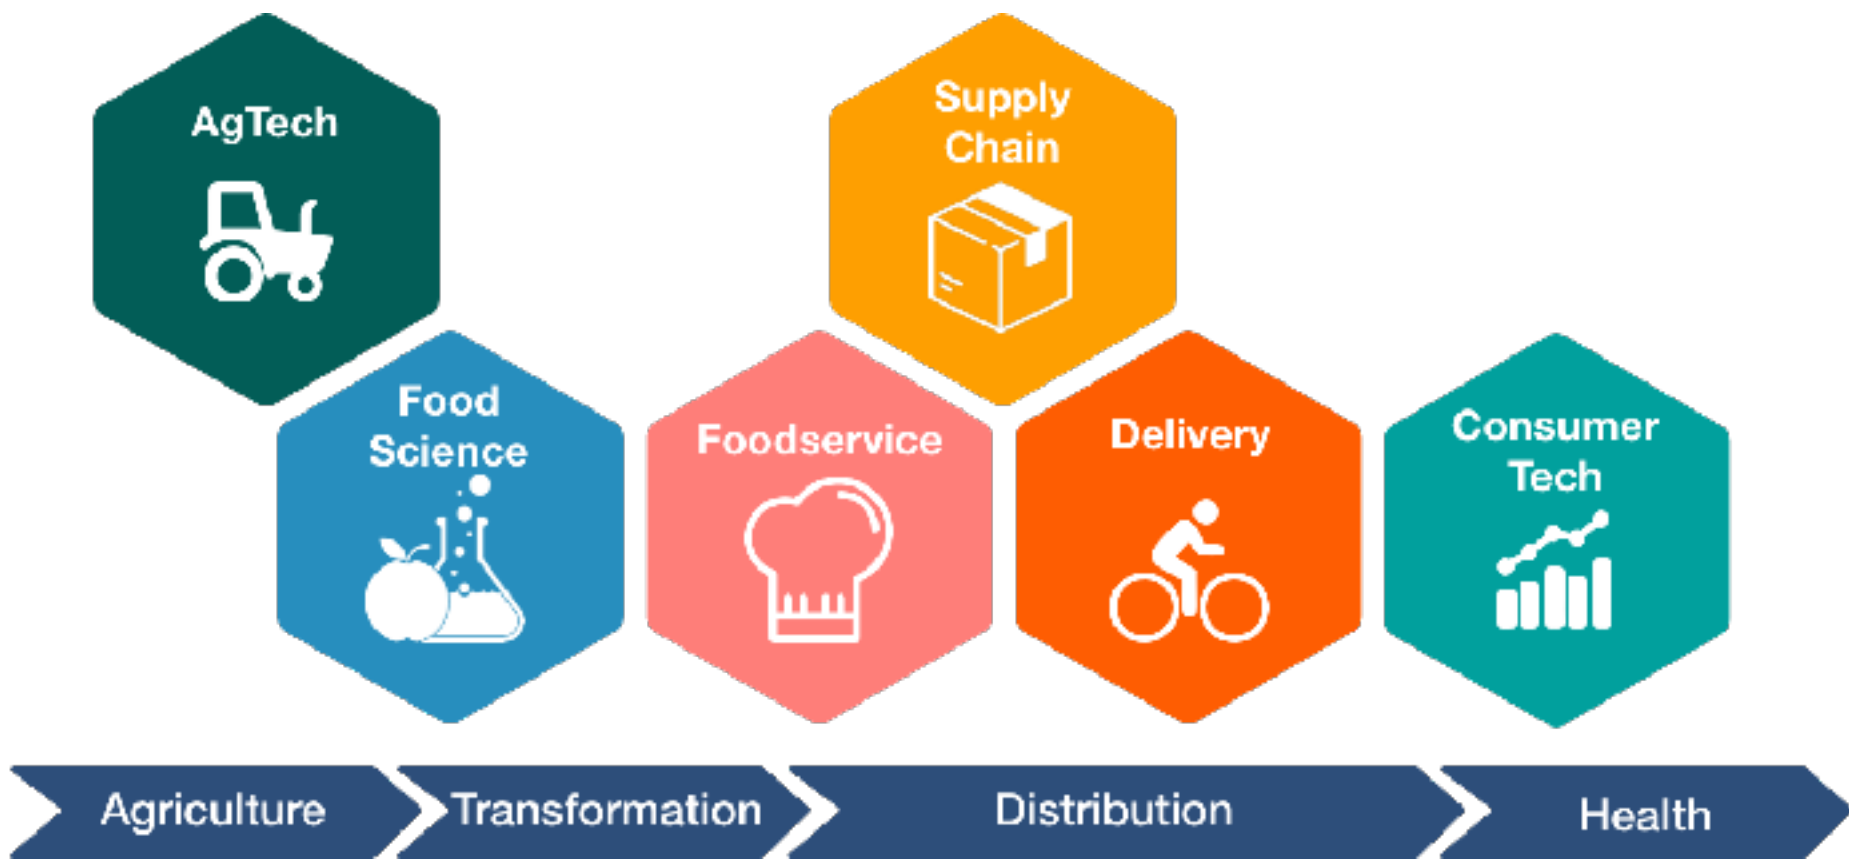 AgTech
Supply
Chain
Food
Science
Foodservice
Delivery
Consumer
Tech
Agriculture
Transformation
Distribution
Health